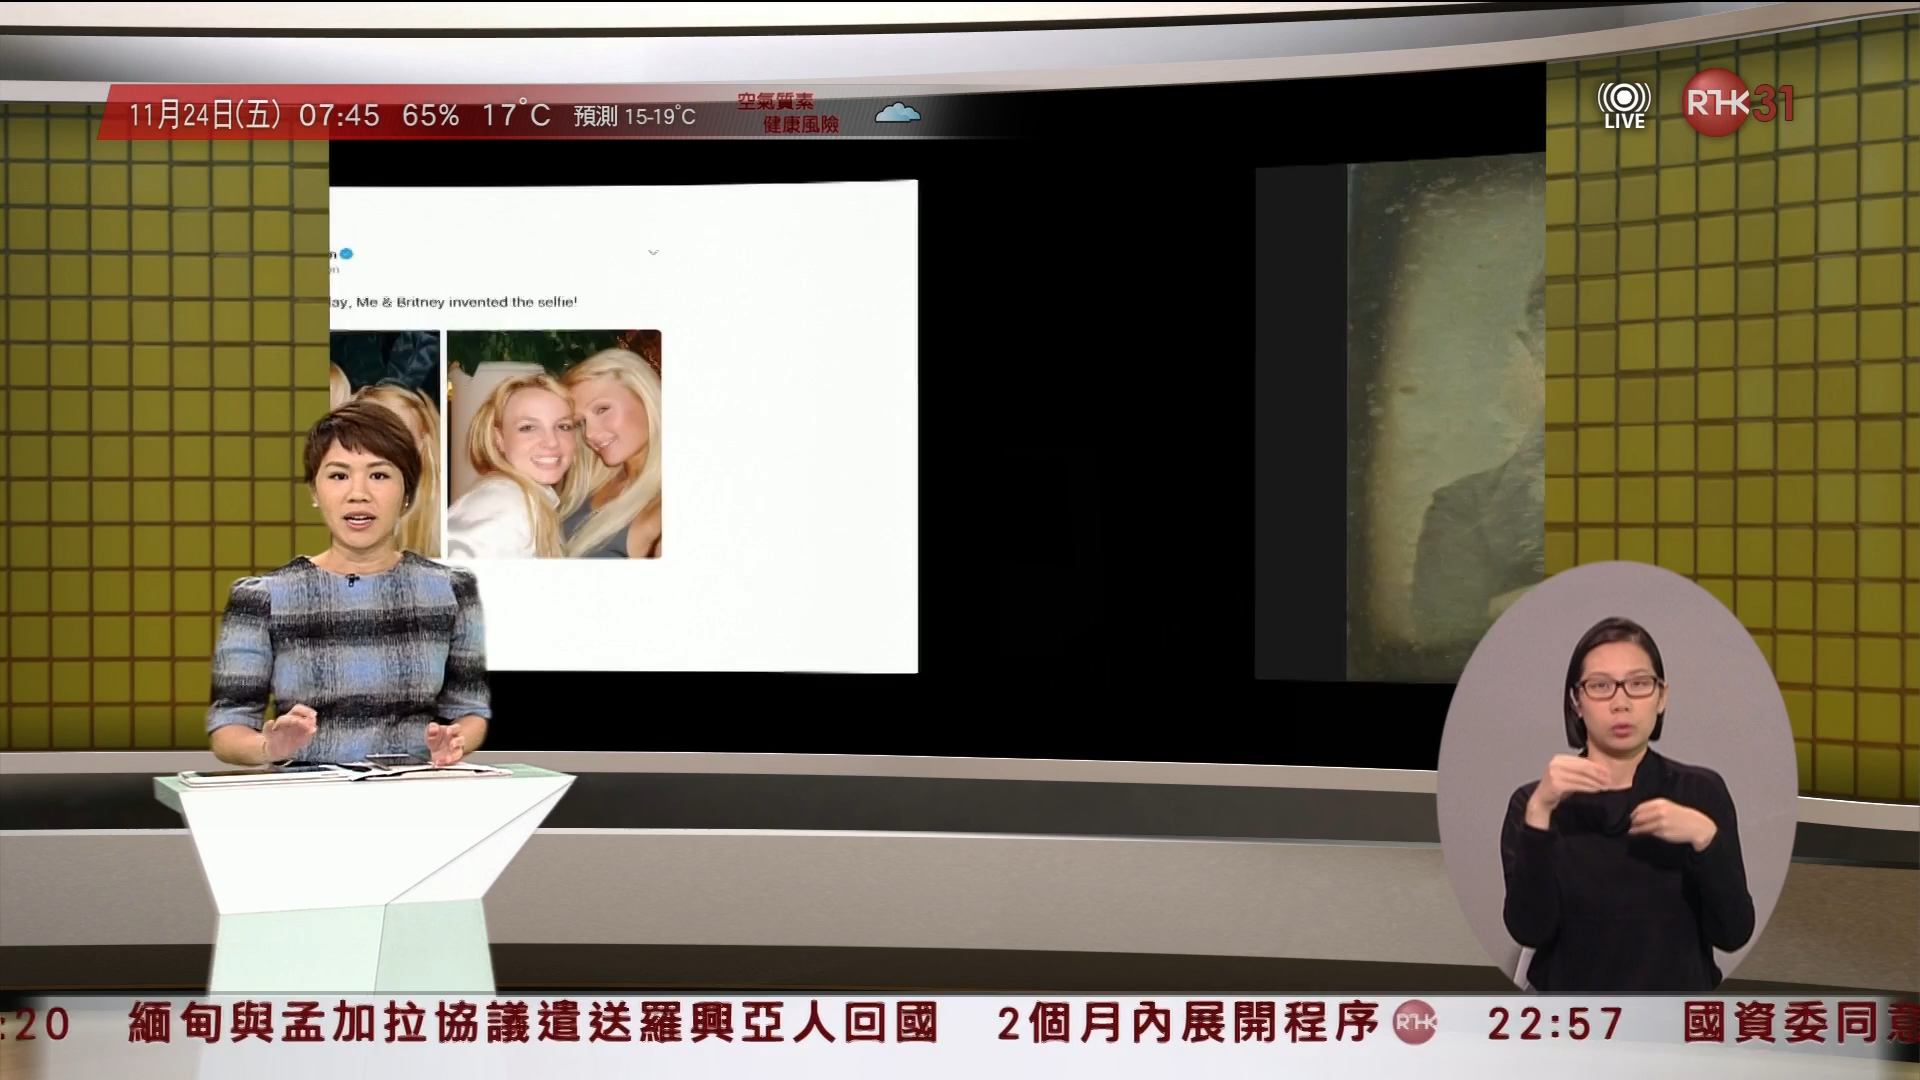 11月24日(五) 07:45 65% 17°C 預測 15-19°C
空氣質素
健康風險
LIVE
RTHK 31
n
m
ay, Me & Britney invented the selfie!
:20 緬甸與孟加拉協議遣送羅興亞人回國 2個月內展開程序 RTHK 22:57 國資委同意